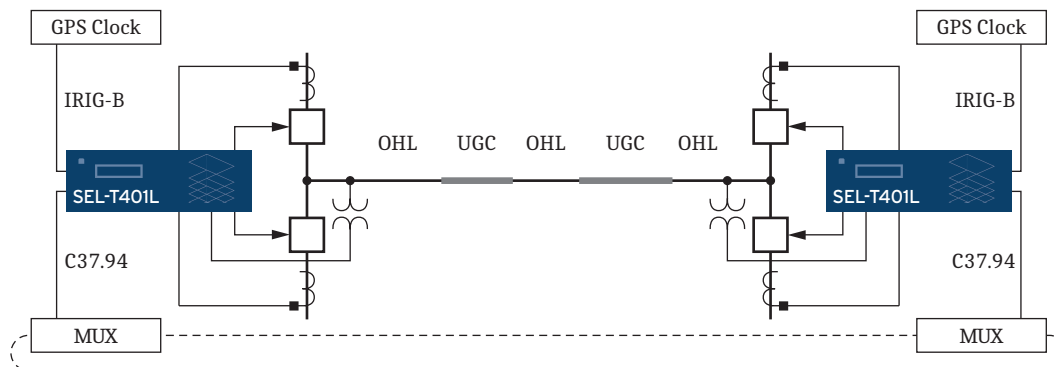 GPS Clock
GPS Clock
IRIG-B
IRIG-B
OHL UGC OHL UGC OHL
SEL-T401L
SEL-T401L
C37.94
C37.94
MUX
MUX